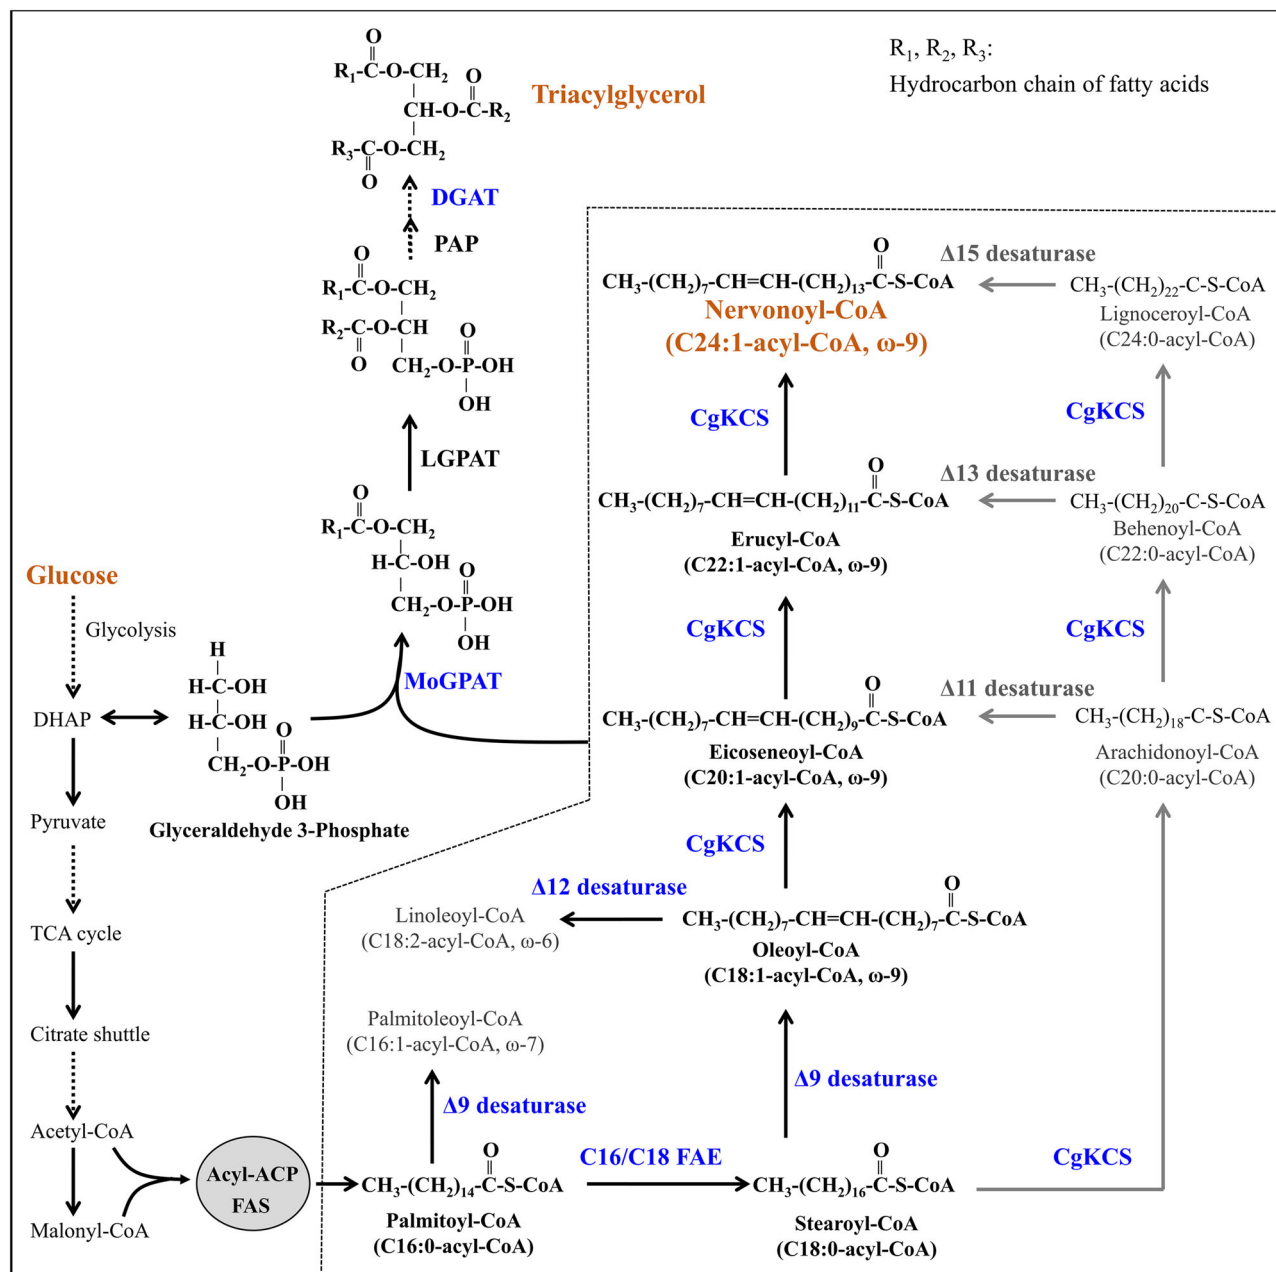 R1, R2, R3:
Hydrocarbon chain of fatty acids
O
R1-C-O-CH2
O
CH-O-C-R2
R3-C-O-CH2
O
Triacylglycerol
DGAT
PAP
O
R1-C-O-CH2
R2-C-O-CH
O
O
CH2-O-P-OH
OH
LGPAT
O
R1-C-O-CH2
H-C-OH
O
CH2-O-P-OH
OH
MoGPAT
Glucose
Glycolysis
DHAP
H
H-C-OH
H-C-OH
O
CH2-O-P-OH
OH
Glyceraldehyde 3-Phosphate
Pyruvate
TCA cycle
Citrate shuttle
Acetyl-CoA
Malonyl-CoA
Acyl-ACP
FAS
O
CH3-(CH2)7-CH=CH-(CH2)13-C-S-CoA
Nervonoyl-CoA
(C24:1-acyl-CoA, ω-9)
Δ15 desaturase
CH3-(CH2)22-C-S-CoA
Lignoceroyl-CoA
(C24:0-acyl-CoA)
CgKCS
CgKCS
O
CH3-(CH2)7-CH=CH-(CH2)11-C-S-CoA
Erucyl-CoA
(C22:1-acyl-CoA, ω-9)
Δ13 desaturase
CH3-(CH2)20-C-S-CoA
Behenoyl-CoA
(C22:0-acyl-CoA)
CgKCS
CgKCS
O
CH3-(CH2)7-CH=CH-(CH2)9-C-S-CoA
Eicoseneoyl-CoA
(C20:1-acyl-CoA, ω-9)
Δ11 desaturase
CH3-(CH2)18-C-S-CoA
Arachidonoyl-CoA
(C20:0-acyl-CoA)
CgKCS
Δ12 desaturase
Linoleoyl-CoA
(C18:2-acyl-CoA, ω-6)
O
CH3-(CH2)7-CH=CH-(CH2)7-C-S-CoA
Oleoyl-CoA
(C18:1-acyl-CoA, ω-9)
Palmitoleoyl-CoA
(C16:1-acyl-CoA, ω-7)
Δ9 desaturase
Δ9 desaturase
O
CH3-(CH2)14-C-S-CoA
Palmitoyl-CoA
(C16:0-acyl-CoA)
C16/C18 FAE
O
CH3-(CH2)16-C-S-CoA
Stearoyl-CoA
(C18:0-acyl-CoA)
CgKCS